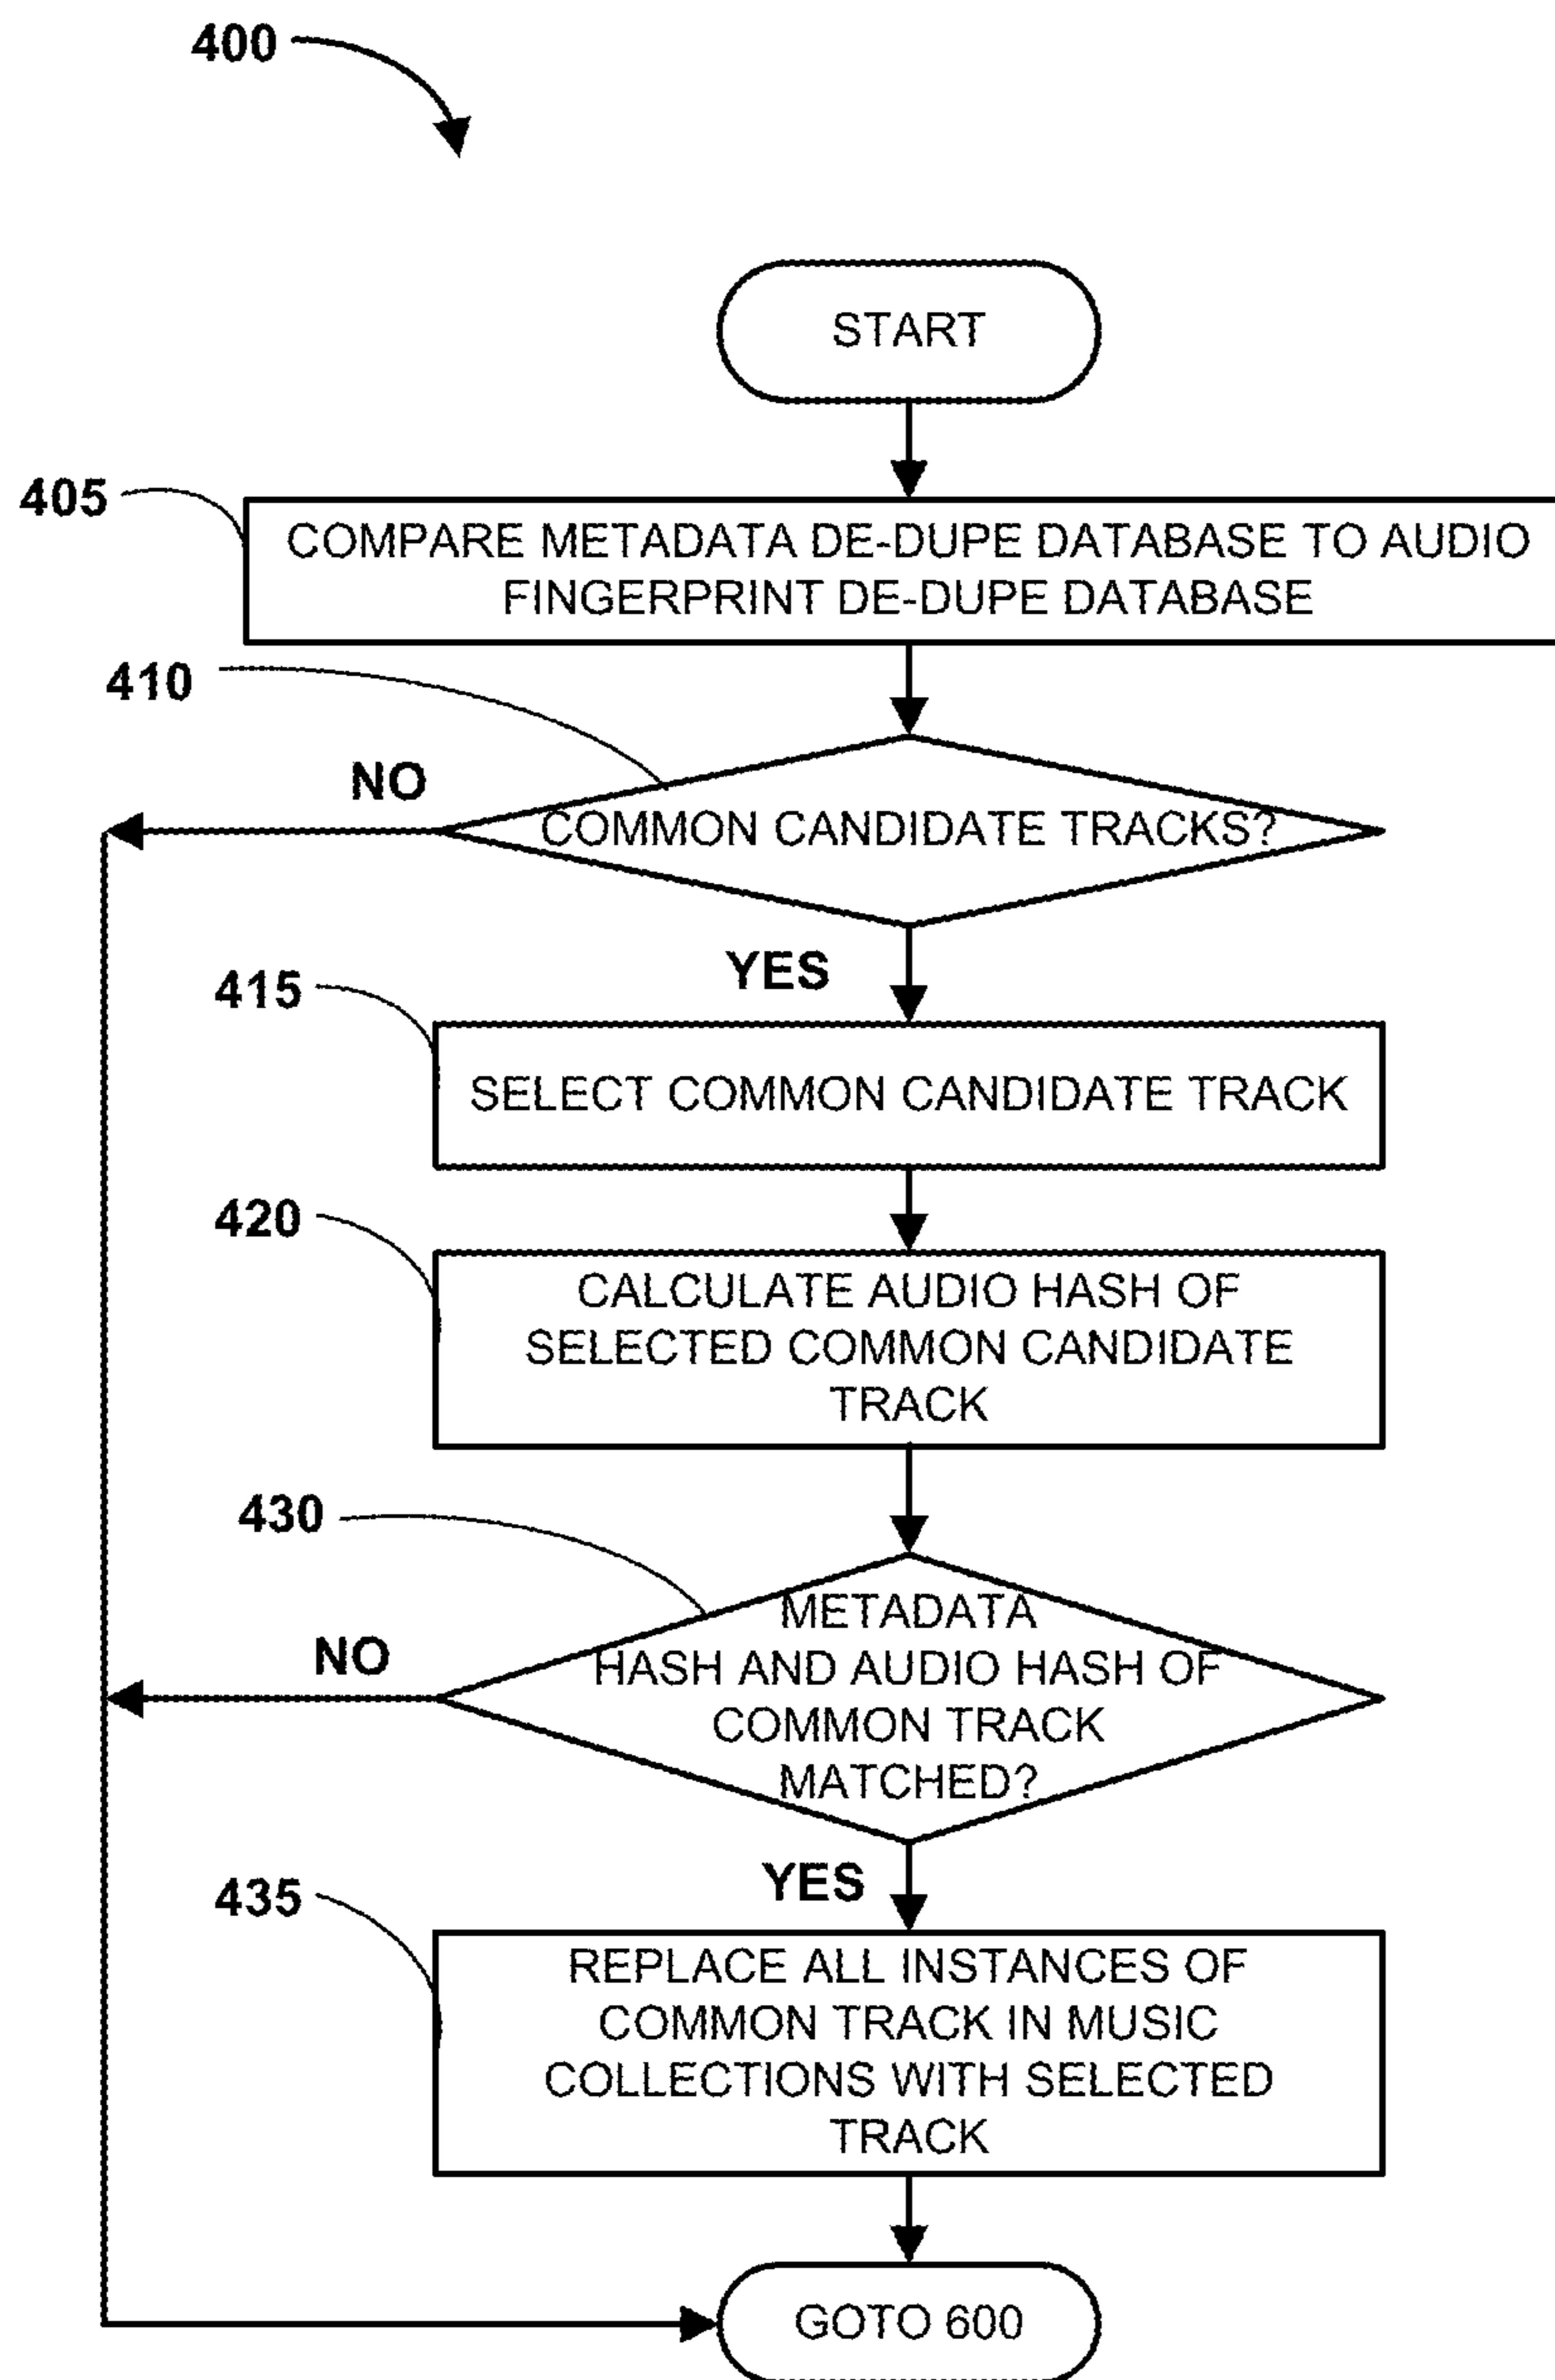 400
START
405
COMPARE METADATA DE-DUPE DATABASE TO AUDIO
FINGERPRINT DE-DUPE DATABASE
410
NO
COMMON CANDIDATE TRACKS?
YES
415
SELECT COMMON CANDIDATE TRACK
420
CALCULATE AUDIO HASH OF
SELECTED COMMON CANDIDATE
TRACK
430
METADATA
NO
HASH AND AUDIO HASH OF
COMMON TRACK
MATCHED?
YES
435
REPLACE ALL INSTANCES OF
COMMON TRACK IN MUSIC
COLLECTIONS WITH SELECTED
TRACK
GOTO 600